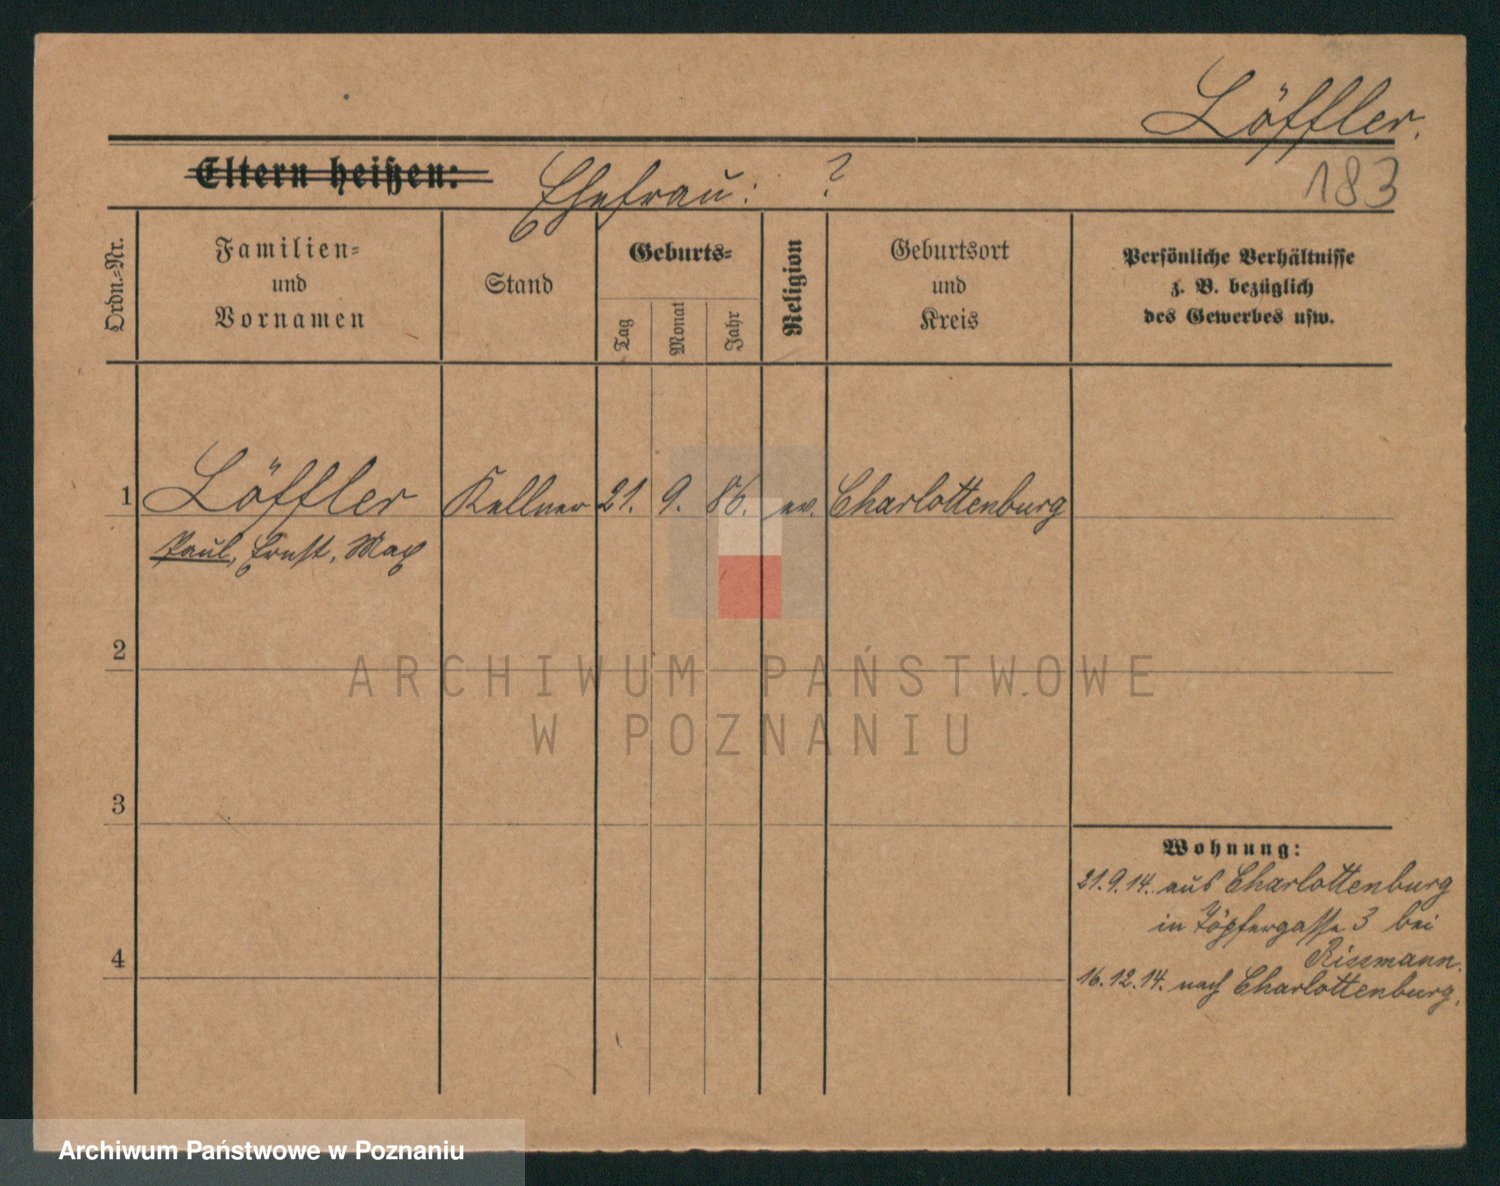 Löffler.
183
Eltern heißen: Ehefrau: ?
Ordn.-Nr.
Familien-
und
Vornamen
Stand
Geburts-
Tag
Monat
Jahr
Religion
Geburtsort
und
Kreis
Persönliche Verhältnisse
z. B. bezüglich
des Gewerbes usw.
1 Löffler Kellner 21. 9. 86. ev. Charlottenburg
Paul, Ernst, Max
2
3
4
Wohnung:
21.9.14. aus Charlottenburg
in Töpfergasse 3 bei
Rissmann.
16.12.14. nach Charlottenburg.
ARCHIWUM PAŃSTWOWE
W POZNANIU
Archiwum Państwowe w Poznaniu